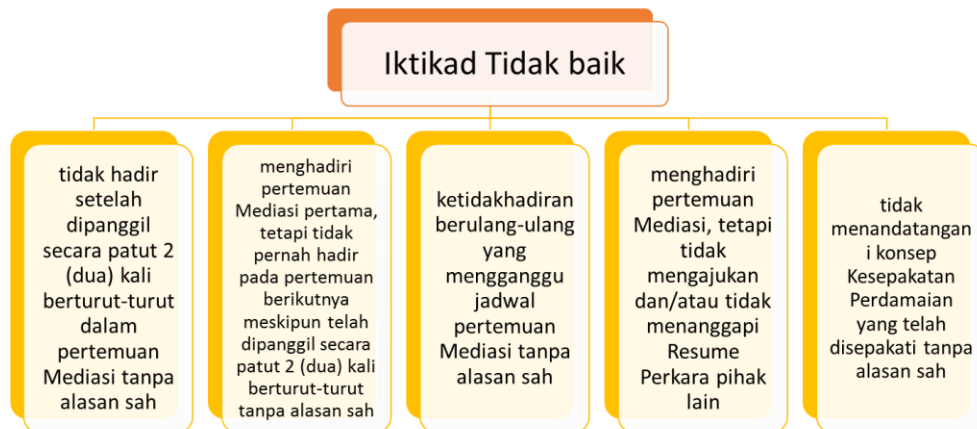 Iktikad Tidak baik
tidak hadir
setelah
dipanggil
secara patut 2
(dua) kali
berturut-turut
dalam
pertemuan
Mediasi tanpa
alasan sah
menghadiri
pertemuan
Mediasi pertama,
tetapi tidak
pernah hadir
pada pertemuan
berikutnya
meskipun telah
dipanggil secara
patut 2 (dua) kali
berturut-turut
tanpa alasan sah
ketidakhadiran
berulang-ulang
yang
mengganggu
jadwal
pertemuan
Mediasi tanpa
alasan sah
menghadiri
pertemuan
Mediasi, tetapi
tidak
mengajukan
dan/atau tidak
menanggapi
Resume
Perkara pihak
lain
tidak
menandatangan
i konsep
Kesepakatan
Perdamaian
yang telah
disepakati tanpa
alasan sah